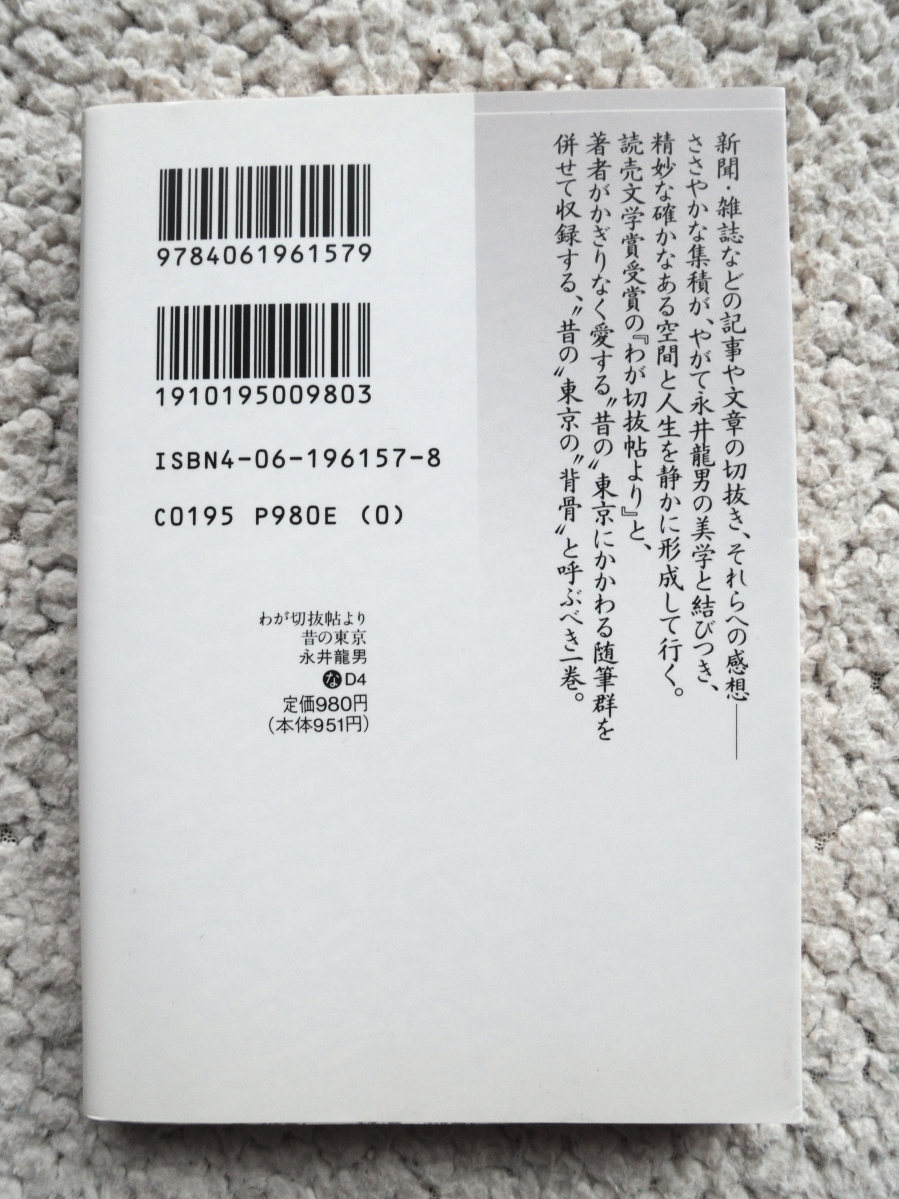 新聞・雑誌などの記事や文章の切抜き、それらへの感想――
ささやかな集積が、やがて永井龍男の美学と結びつき、
精妙な確かなある空間と人生を静かに形成して行く。
読売文学賞受賞の『わが切抜帖より』と、
著者がかぎりなく愛する〝昔の〟東京にかかわる随筆群を
併せて収録する、〝昔の〟東京の〝背骨〟と呼ぶべき一巻。
9784061961579
1910195009803
ISBN4-06-196157-8
C0195 P980E (0)
わが切抜帖より
昔の東京
永井龍男
なD4
定価980円
(本体951円)